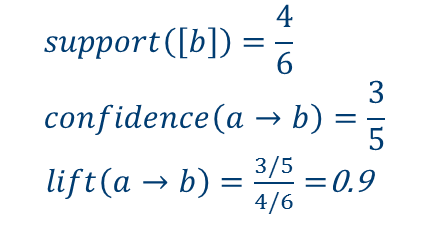 support([b]) = 4/6
confidence(a → b) = 3/5
lift(a → b) = 3/5 / 4/6 = 0.9